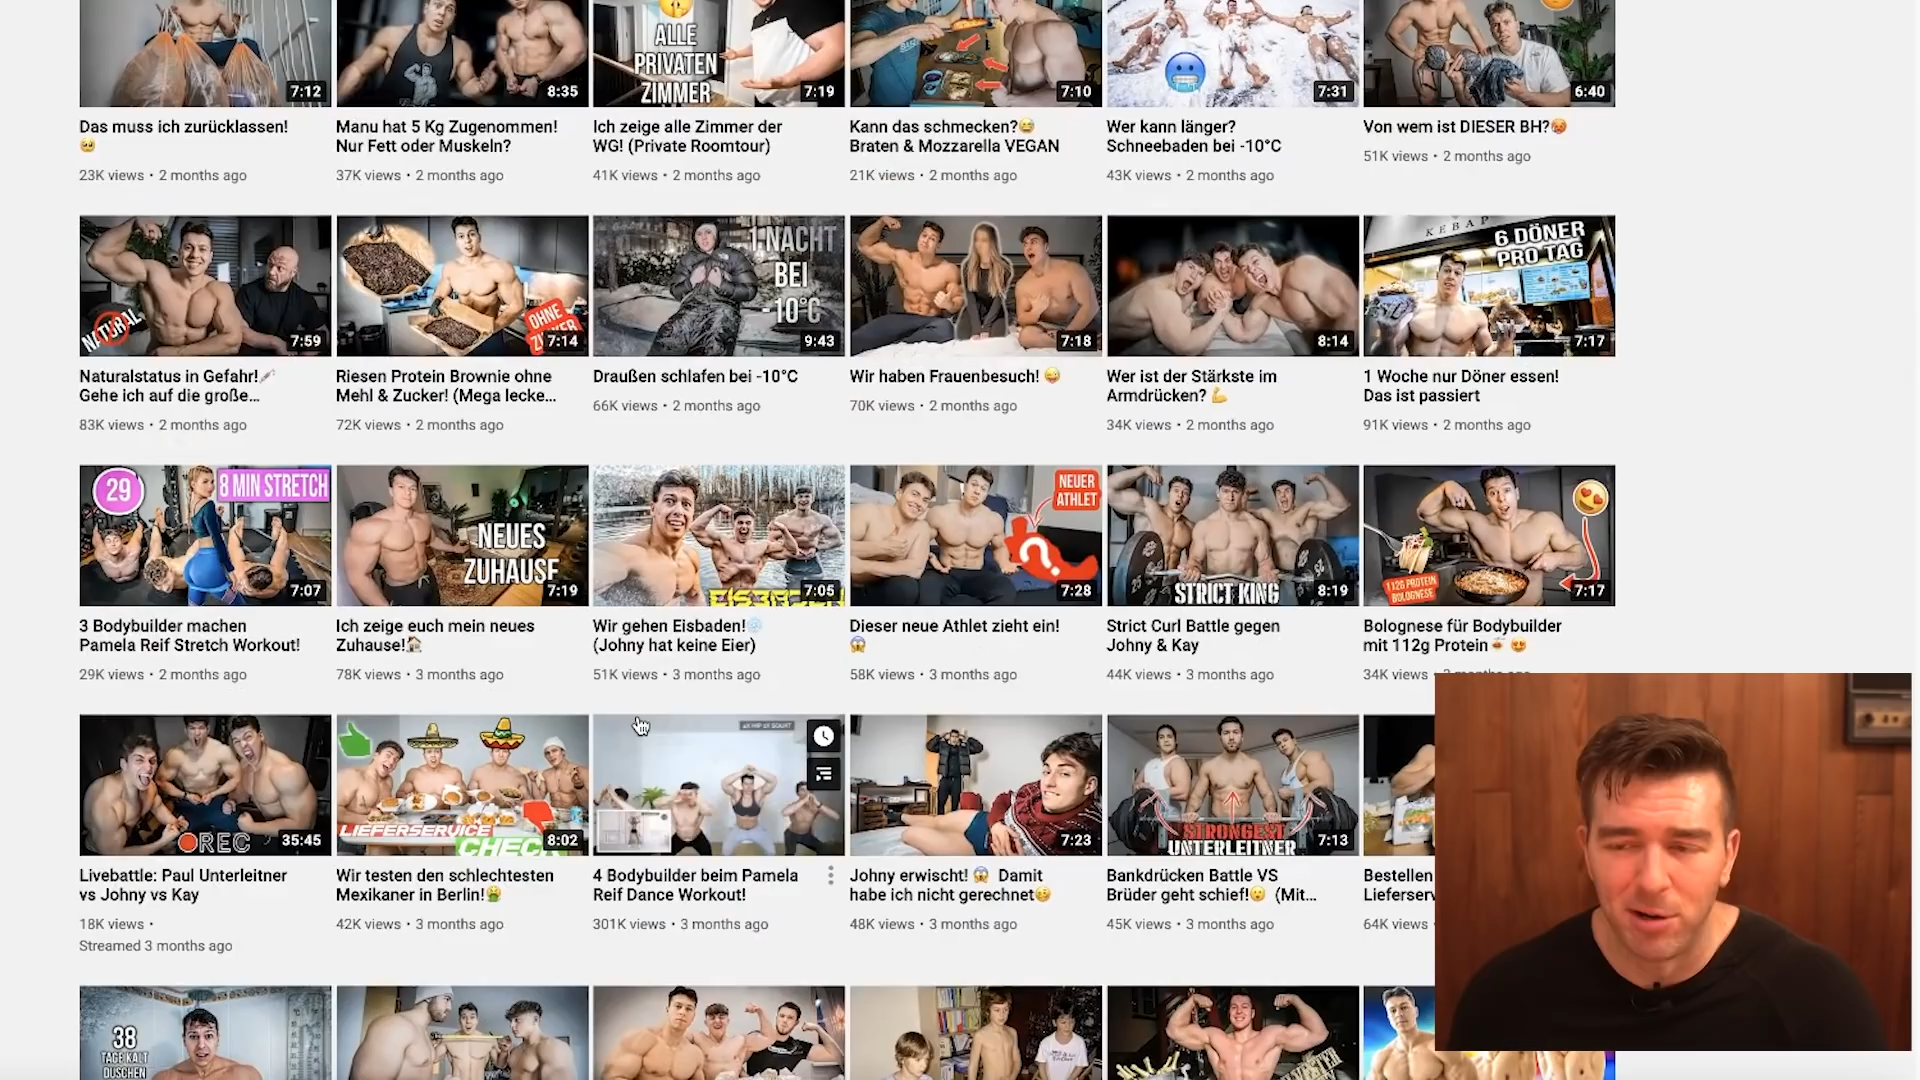 ALLE
PRIVATEN
ZIMMER
7:12
8:35
7:19
7:10
7:31
6:40
Das muss ich zurücklassen!
🥺
23K views • 2 months ago
Manu hat 5 Kg Zugenommen!
Nur Fett oder Muskeln?
37K views • 2 months ago
Ich zeige alle Zimmer der
WG! (Private Roomtour)
41K views • 2 months ago
Kann das schmecken?😂
Braten & Mozzarella VEGAN
21K views • 2 months ago
Wer kann länger?
Schneebaden bei -10°C
43K views • 2 months ago
Von wem ist DIESER BH?🥵
51K views • 2 months ago
NATURAL
7:59
OHNE
7:14
1 NACHT
BEI
-10°C
9:43
7:18
8:14
KEBAP
6 DÖNER
PRO TAG
7:17
Naturalstatus in Gefahr!💉
Gehe ich auf die große...
83K views • 2 months ago
Riesen Protein Brownie ohne
Mehl & Zucker! (Mega lecke...
72K views • 2 months ago
Draußen schlafen bei -10°C
66K views • 2 months ago
Wir haben Frauenbesuch! 😜
70K views • 2 months ago
Wer ist der Stärkste im
Armdrücken?💪
34K views • 2 months ago
1 Woche nur Döner essen!
Das ist passiert
91K views • 2 months ago
29
8 MIN STRETCH
7:07
NEUES
ZUHAUSE
7:19
EISBADEN
7:05
NEUER
ATHLET
?
7:28
STRICT KING
8:19
112G PROTEIN
BOLOGNESE
7:17
3 Bodybuilder machen
Pamela Reif Stretch Workout!
29K views • 2 months ago
Ich zeige euch mein neues
Zuhause!🏠
78K views • 3 months ago
Wir gehen Eisbaden!❄️
(Johny hat keine Eier)
51K views • 3 months ago
Dieser neue Athlet zieht ein!
😱
58K views • 3 months ago
Strict Curl Battle gegen
Johny & Kay
44K views • 3 months ago
Bolognese für Bodybuilder
mit 112g Protein🍝 😍
34K views
REC
35:45
LIEFERSERVICE
CHECK
8:02
7:23
STRONGEST
UNTERLEITNER
7:13
Livebattle: Paul Unterleitner
vs Johny vs Kay
18K views •
Streamed 3 months ago
Wir testen den schlechtesten
Mexikaner in Berlin!🤮
42K views • 3 months ago
4 Bodybuilder beim Pamela
Reif Dance Workout!
301K views • 3 months ago
Johny erwischt! 😱 Damit
habe ich nicht gerechnet🥴
48K views • 3 months ago
Bankdrücken Battle VS
Brüder geht schief!😮 (Mit...
45K views • 3 months ago
Bestellen
Lieferserv
64K views
38
TAGE KALT
DUSCHEN